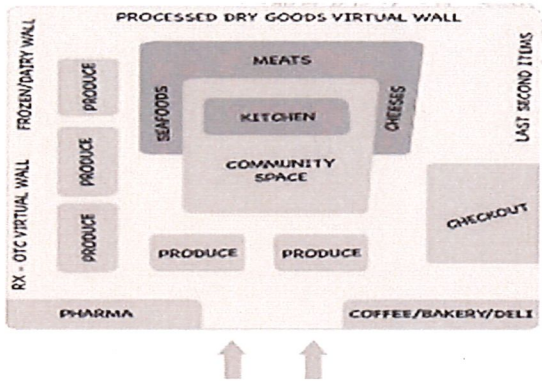 PROCESSED DRY GOODS VIRTUAL WALL
FROZEN/DAIRY WALL
RX - OTC VIRTUAL WALL
LAST SECOND ITEMS
MEATS
SEAFOODS
CHEESES
KITCHEN
COMMUNITY
SPACE
PRODUCE
PRODUCE
PRODUCE
PRODUCE
PRODUCE
CHECKOUT
PHARMA
COFFEE/BAKERY/DELI